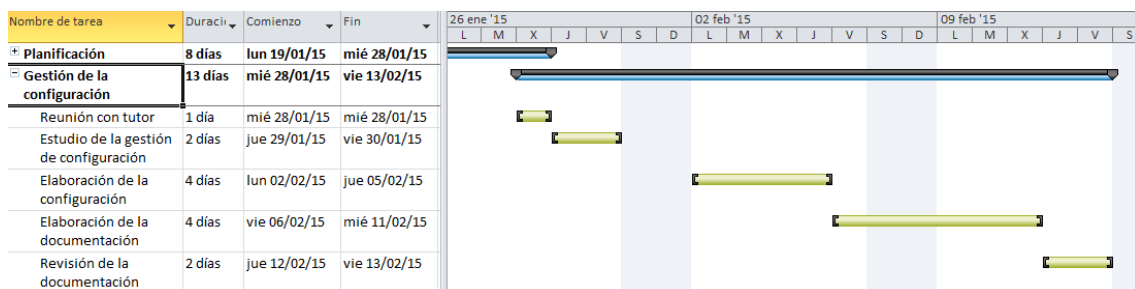 Nombre de tarea Duració Comienzo Fin 26 ene '15 02 feb '15 09 feb '15
L M X J V S D L M X J V S D L M X J V S
Planificación 8 días lun 19/01/15 mié 28/01/15
Gestión de la configuración 13 días mié 28/01/15 vie 13/02/15
Reunión con tutor 1 día mié 28/01/15 mié 28/01/15
Estudio de la gestión de configuración 2 días jue 29/01/15 vie 30/01/15
Elaboración de la configuración 4 días lun 02/02/15 jue 05/02/15
Elaboración de la documentación 4 días vie 06/02/15 mié 11/02/15
Revisión de la documentación 2 días jue 12/02/15 vie 13/02/15